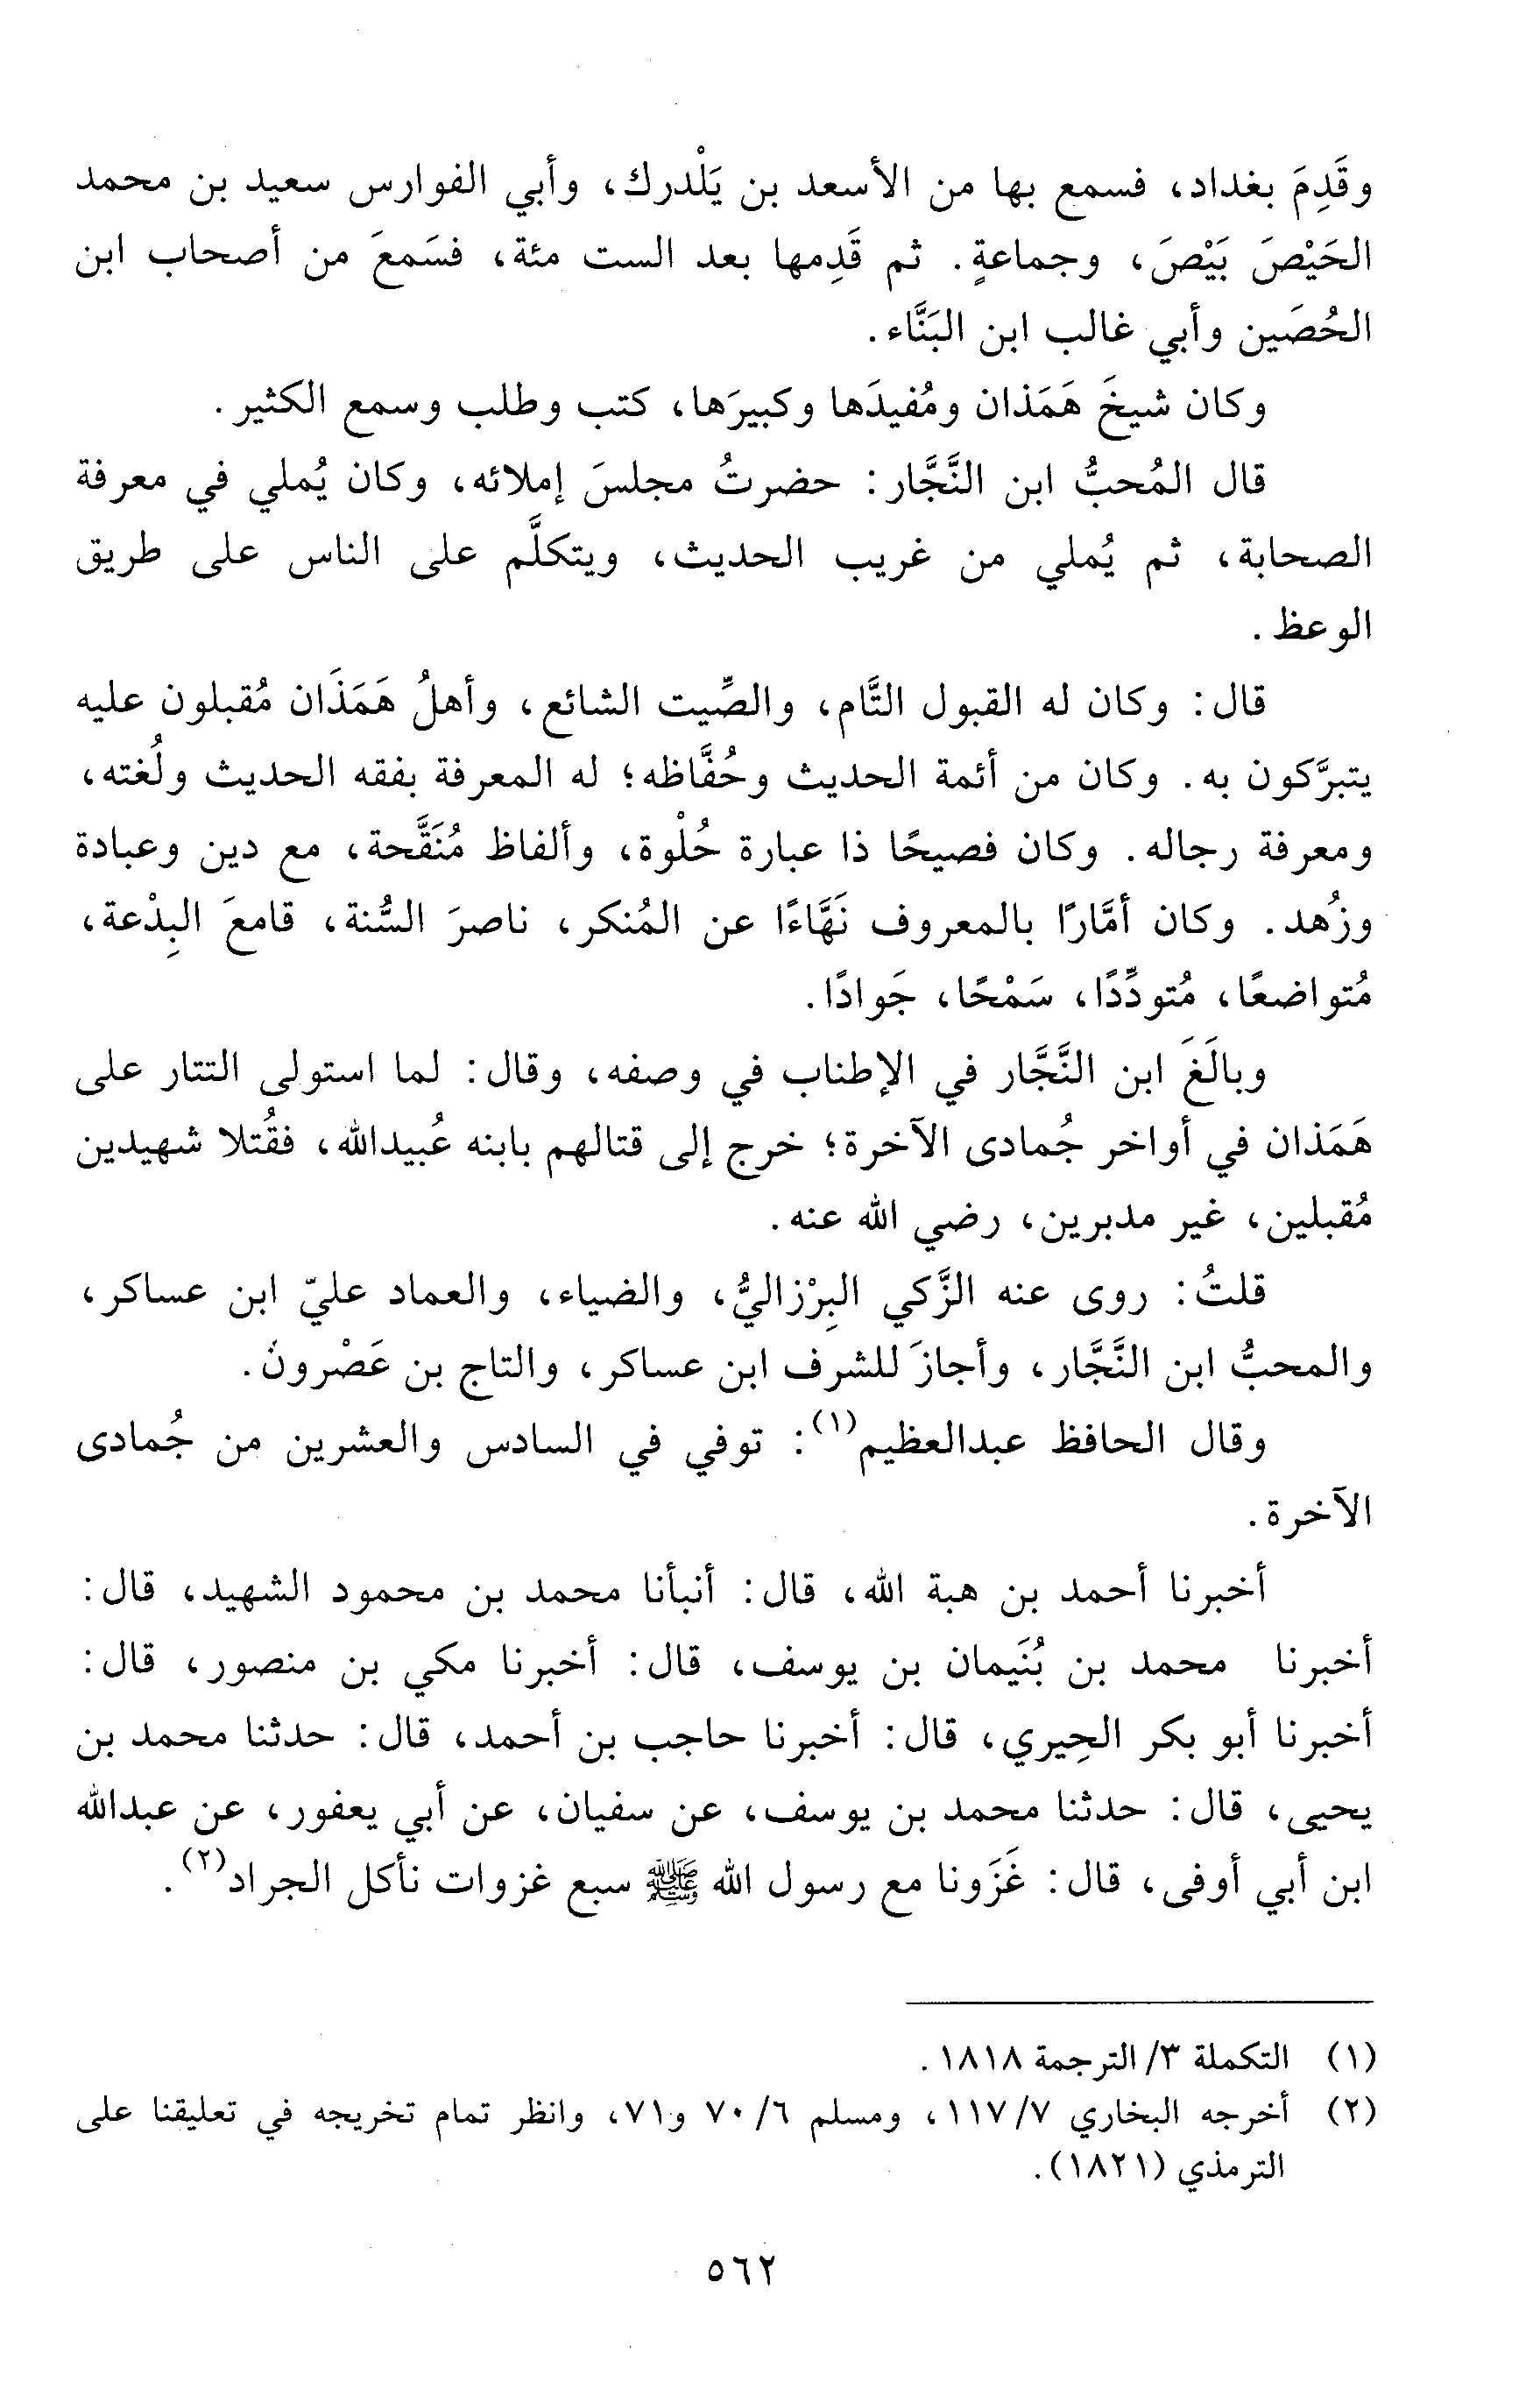 وقَدِمَ بغداد، فسمع بها من الأسعد بن يَلْدرك، وأبي الفوارس سعيد بن محمد
الحَيْصَ بَيْصَ، وجماعةٍ. ثم قَدِمها بعد الست مئة، فسَمعَ من أصحاب ابن
الحُصَين وأبي غالب ابن البَنَّاء.
وكان شيخَ هَمَذان ومُفيدَها وكبيرَها، كتب وطلب وسمع الكثير.
قال المُحبُّ ابن النَّجَّار: حضرتُ مجلسَ إملائه، وكان يُملي في معرفة
الصحابة، ثم يُملي من غريب الحديث، ويتكلَّم على الناس على طريق
الوعظ.
قال: وكان له القبول التَّام، والصِّيت الشائع، وأهلُ هَمَذَان مُقبلون عليه
يتبرَّكون به. وكان من أئمة الحديث وحُفَّاظه؛ له المعرفة بفقه الحديث ولُغته،
ومعرفة رجاله. وكان فصيحًا ذا عبارة حُلْوة، وألفاظ مُنَقَّحة، مع دين وعبادة
وزُهد. وكان أمَّارًا بالمعروف نَهَّاءًا عن المُنكر، ناصرَ السُّنة، قامعَ البِدْعة،
مُتواضعًا، مُتودِّدًا، سَمْحًا، جَوادًا.
وبالَغَ ابن النَّجَّار في الإطناب في وصفه، وقال: لما استولى التتار على
هَمَذان في أواخر جُمادى الآخرة؛ خرج إلى قتالهم بابنه عُبيدالله، فقُتلا شهيدين
مُقبلين، غير مدبرين، رضي الله عنه.
قلتُ: روى عنه الزَّكي البِرْزاليُّ، والضياء، والعماد عليّ ابن عساكر،
والمحبُّ ابن النَّجَّار، وأجازَ للشرف ابن عساكر، والتاج بن عَصْرون.
وقال الحافظ عبدالعظيم(١): توفي في السادس والعشرين من جُمادى
الآخرة.
أخبرنا أحمد بن هبة الله، قال: أنبأنا محمد بن محمود الشهيد، قال:
أخبرنا محمد بن بُنَيمان بن يوسف، قال: أخبرنا مكي بن منصور، قال:
أخبرنا أبو بكر الحِيري، قال: أخبرنا حاجب بن أحمد، قال: حدثنا محمد بن
يحيى، قال: حدثنا محمد بن يوسف، عن سفيان، عن أبي يعفور، عن عبدالله
ابن أبي أوفى، قال: غَزَونا مع رسول الله ﷺ سبع غزوات نأكل الجراد(٢).
(١) التكملة ٣/ الترجمة ١٨١٨.
(٢) أخرجه البخاري ٧/ ١١٧، ومسلم ٦/ ٧٠ و٧١، وانظر تمام تخريجه في تعليقنا على
الترمذي (١٨٢١).
٥٦٢